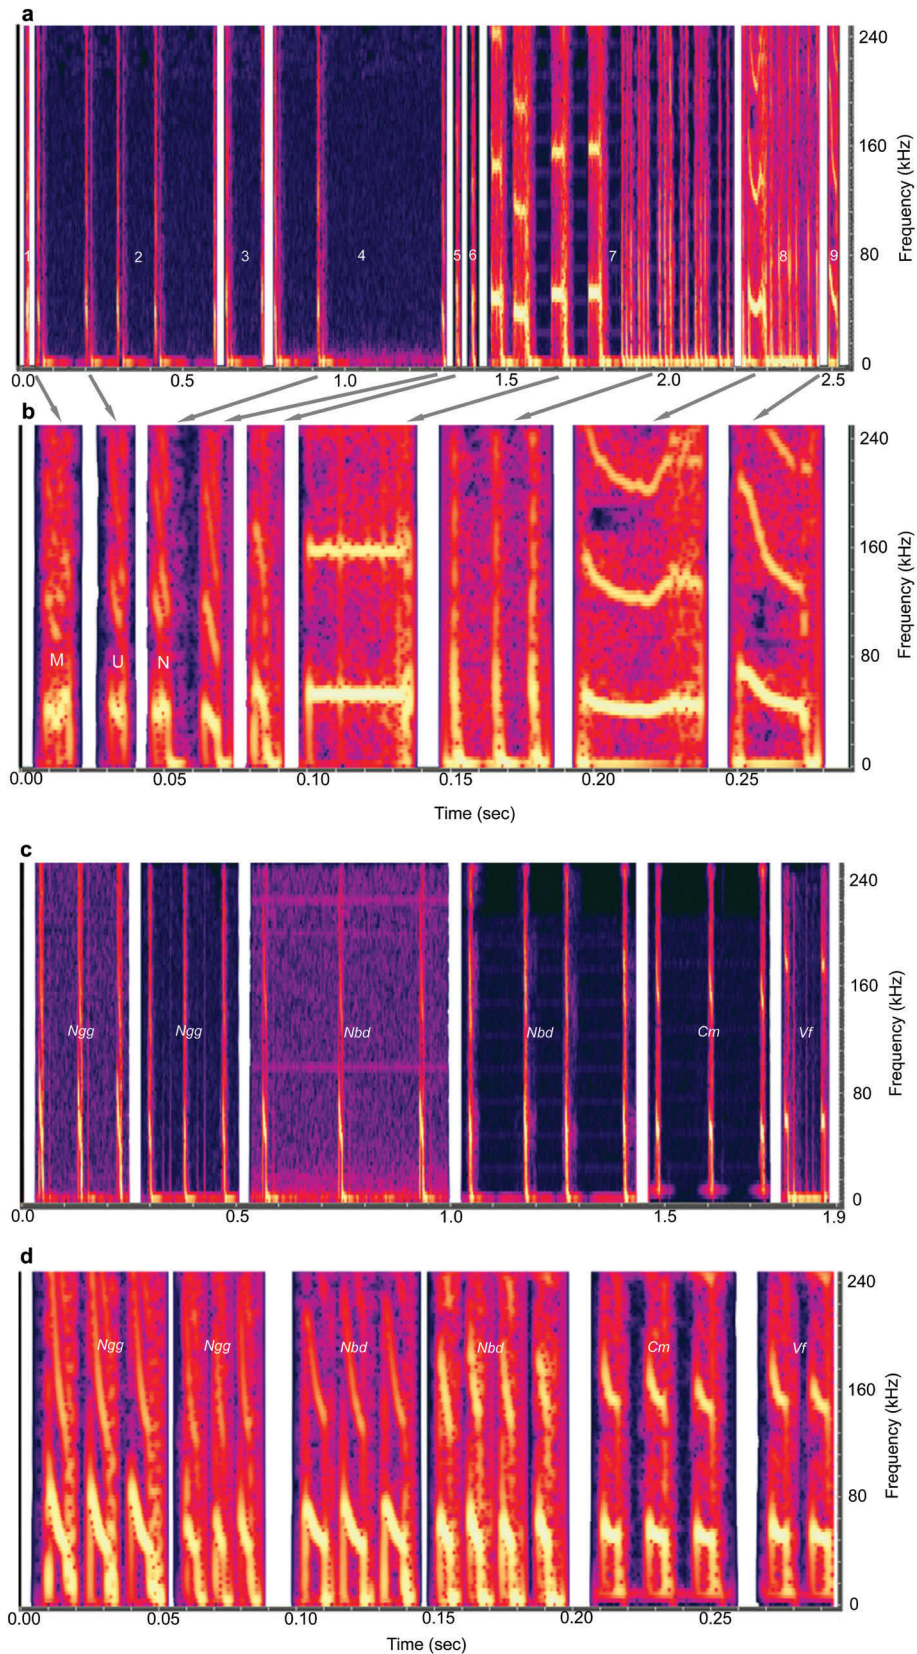 a
240
160
80
0
Frequency (kHz)
1 2 3 4 5 6 7 8 9
0.0 0.5 1.0 1.5 2.0 2.5
b
240
160
80
0
Frequency (kHz)
M U N
0.00 0.05 0.10 0.15 0.20 0.25
Time (sec)
c
240
160
80
0
Frequency (kHz)
Ngg Ngg Nbd Nbd Cm Vf
0.0 0.5 1.0 1.5 1.9
d
240
160
80
0
Frequency (kHz)
Ngg Ngg Nbd Nbd Cm Vf
0.00 0.05 0.10 0.15 0.20 0.25
Time (sec)